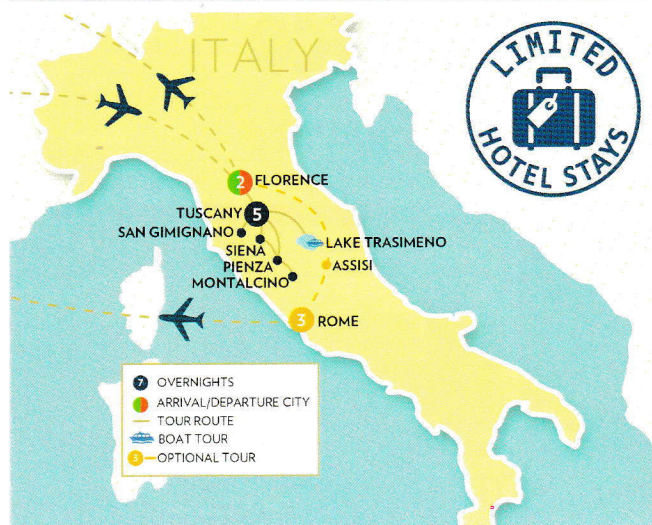 ITALY
LIMITED
HOTEL STAYS
2 FLORENCE
TUSCANY 5
SAN GIMIGNANO
SIENA
LAKE TRASIMENO
PIENZA
ASSISI
MONTALCINO
3 ROME
7 OVERNIGHTS
ARRIVAL/DEPARTURE CITY
TOUR ROUTE
BOAT TOUR
3 OPTIONAL TOUR